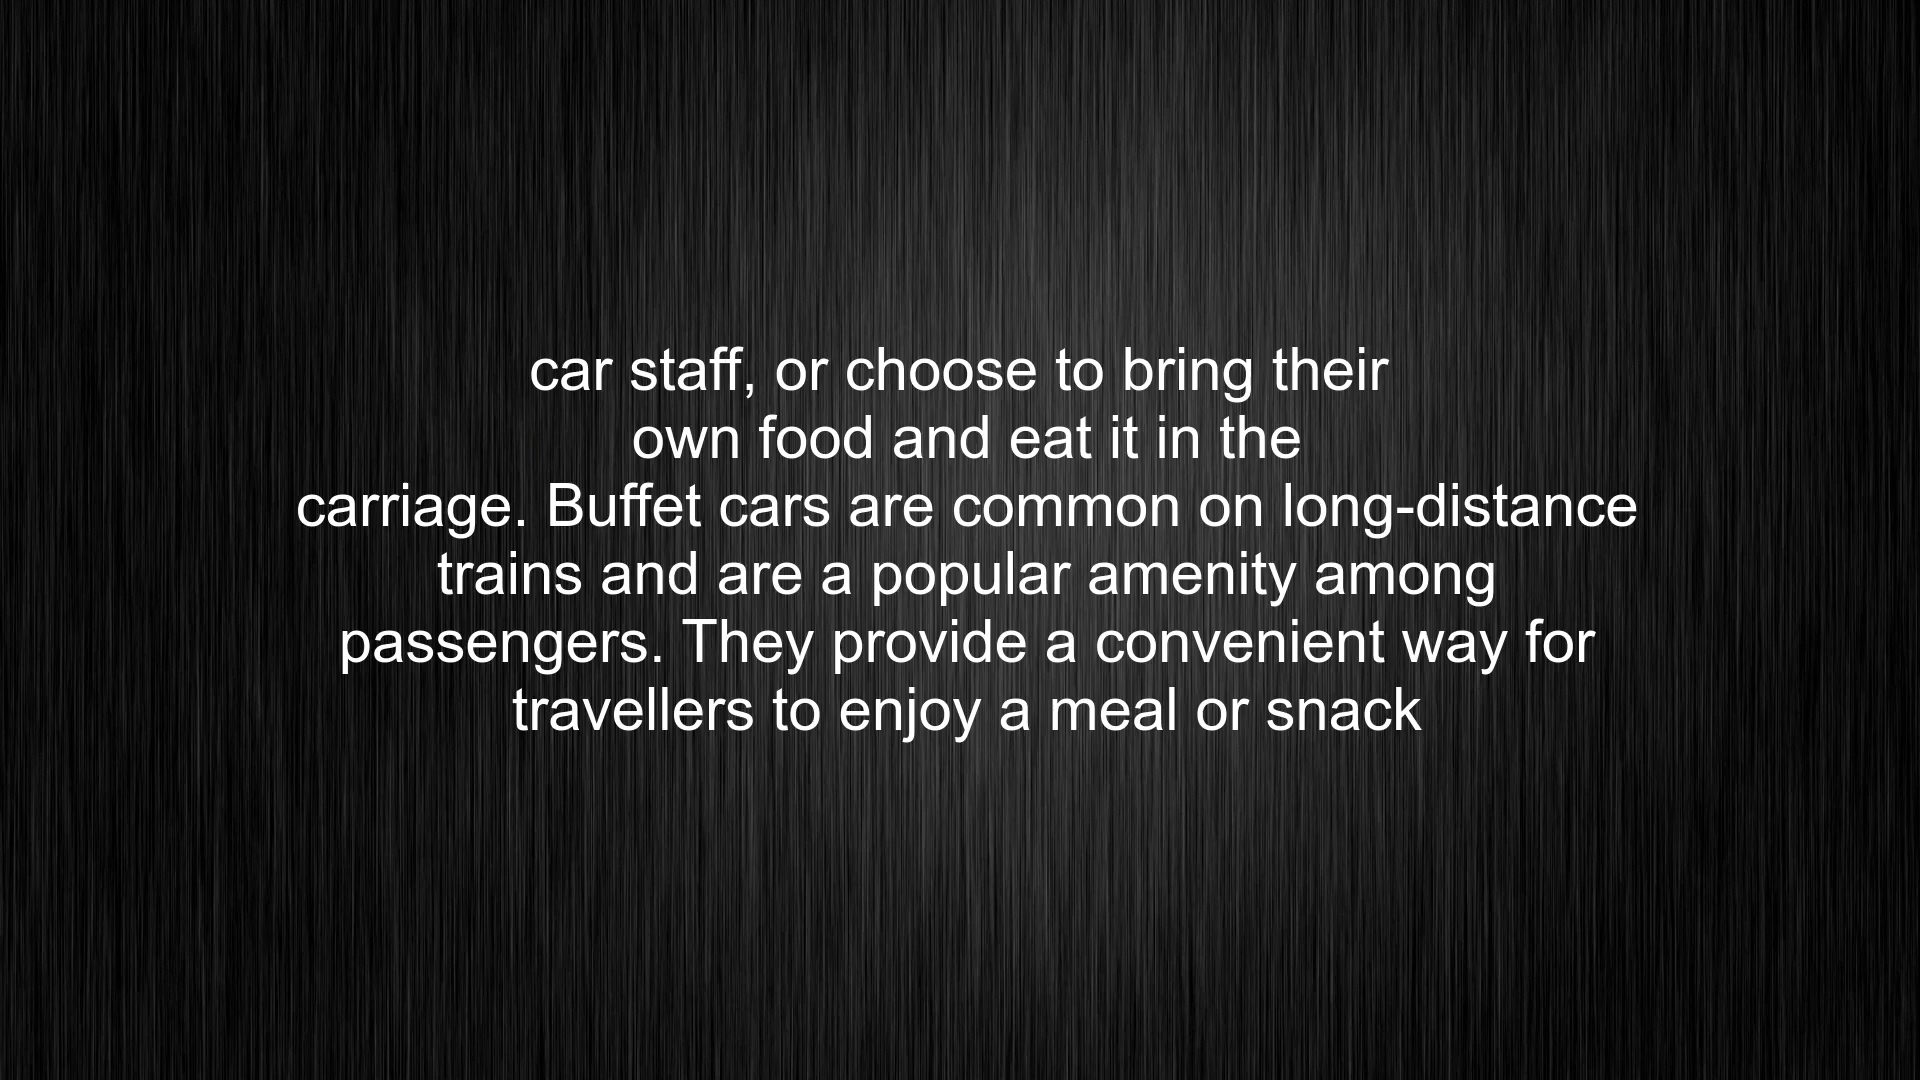 car staff, or choose to bring their
own food and eat it in the
carriage. Buffet cars are common on long-distance
trains and are a popular amenity among
passengers. They provide a convenient way for
travellers to enjoy a meal or snack